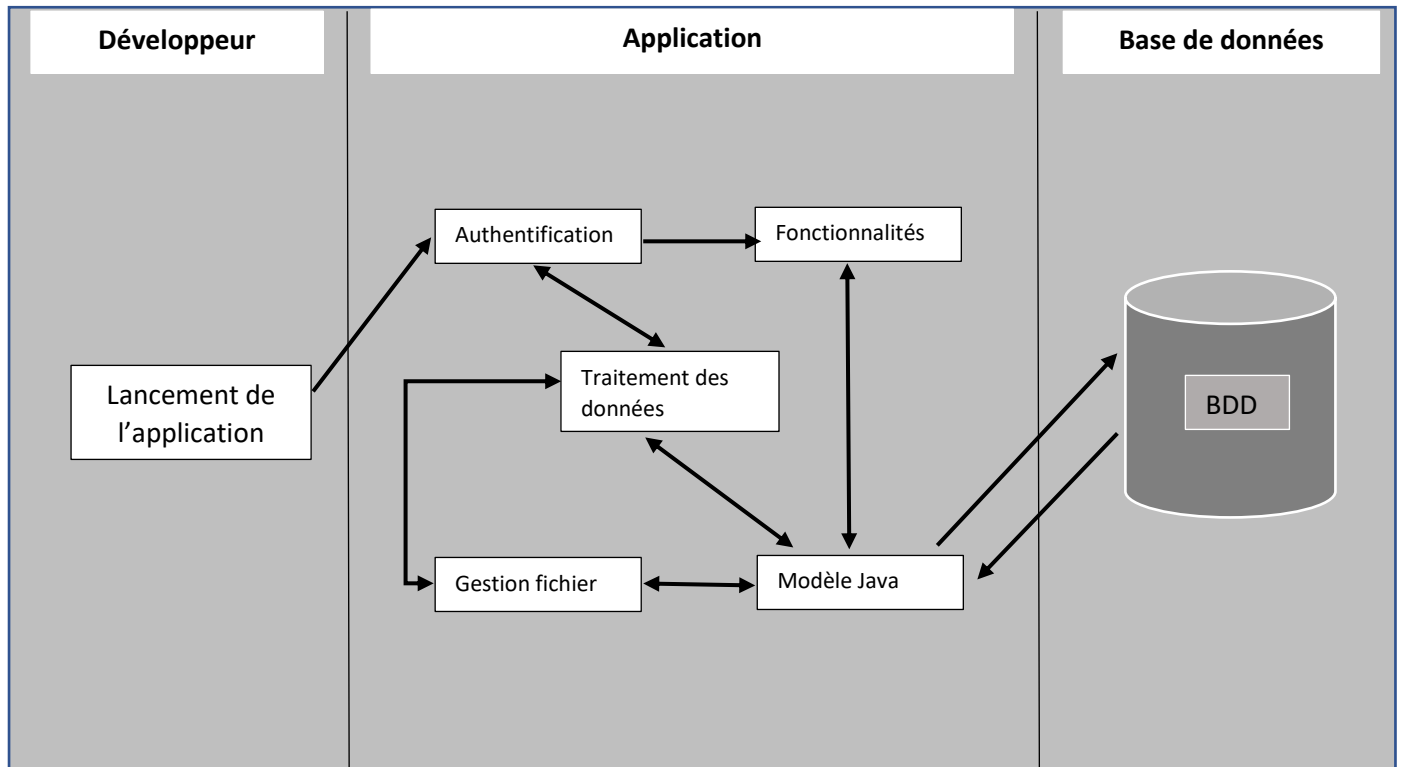 Développeur
Application
Base de données
Authentification
Fonctionnalités
Lancement de
l’application
Traitement des
données
BDD
Gestion fichier
Modèle Java